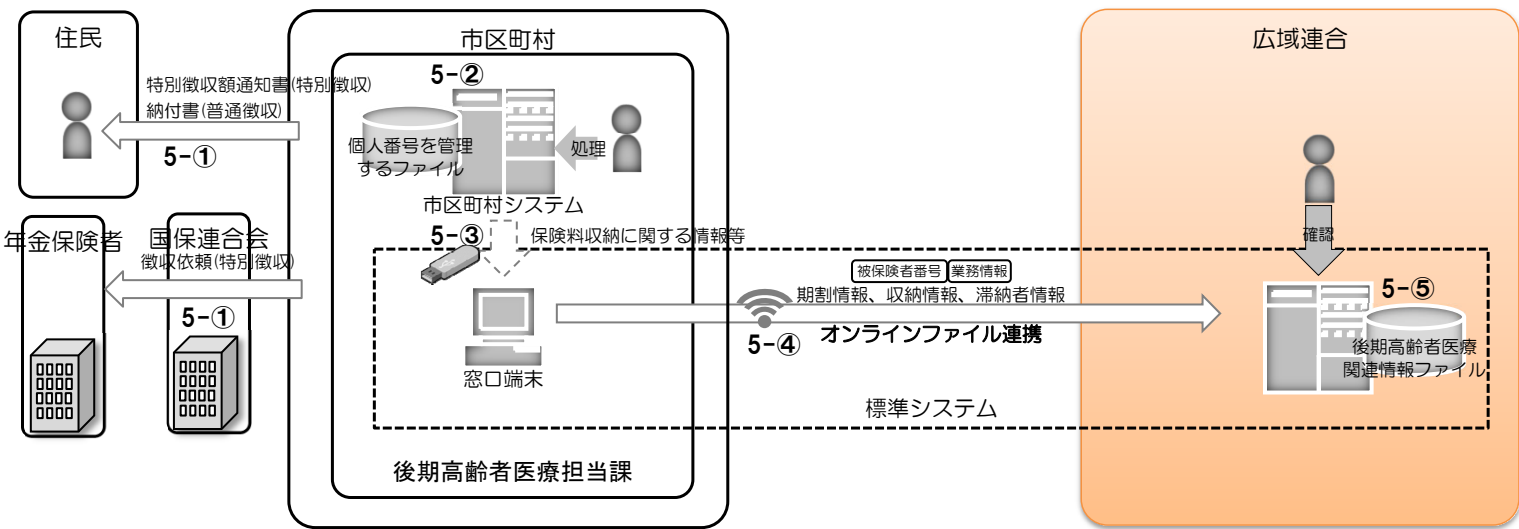 住民
特別徴収額通知書(特別徴収)
納付書(普通徴収)
5-①
年金保険者
国保連合会
徴収依頼(特別徴収)
5-①
市区町村
5-②
個人番号を管理
するファイル
処理
市区町村システム
5-③
保険料収納に関する情報等
窓口端末
後期高齢者医療担当課
被保険者番号
業務情報
期割情報、収納情報、滞納者情報
5-④
オンラインファイル連携
標準システム
広域連合
確認
5-⑤
後期高齢者医療
関連情報ファイル